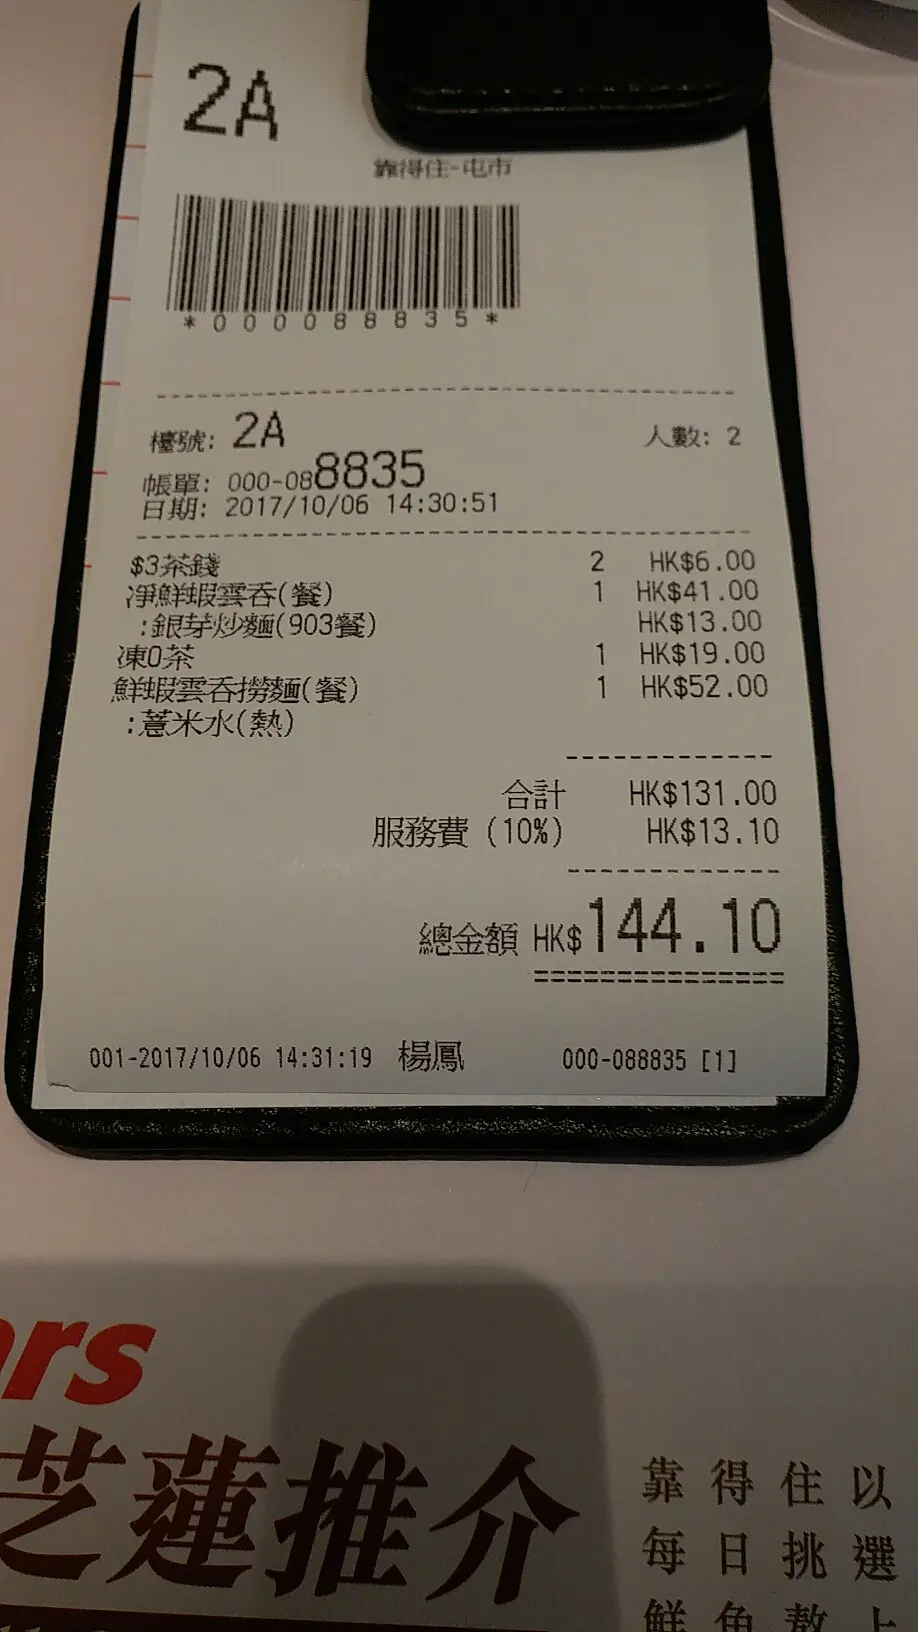 2A
靠得住-屯市
*000088835*
檯號: 2A 人數: 2
帳單: 000-088835
日期: 2017/10/06 14:30:51
$3茶錢 2 HK$6.00
淨鮮蝦雲吞(餐) 1 HK$41.00
:銀芽炒麵(903餐) HK$13.00
凍0茶 1 HK$19.00
鮮蝦雲吞撈麵(餐) 1 HK$52.00
:薏米水(熱)
合計 HK$131.00
服務費 (10%) HK$13.10
總金額 HK$144.10
001-2017/10/06 14:31:19 楊鳳 000-088835 [1]
rs
芝蓮推介
靠得住以
每日挑選
鮮魚熬上